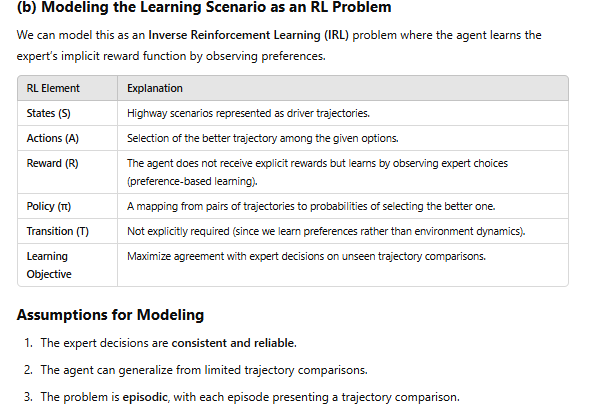 (b) Modeling the Learning Scenario as an RL Problem
We can model this as an Inverse Reinforcement Learning (IRL) problem where the agent learns the
expert's implicit reward function by observing preferences.
RL Element Explanation
States (S) Highway scenarios represented as driver trajectories.
Actions (A) Selection of the better trajectory among the given options.
Reward (R) The agent does not receive explicit rewards but learns by observing expert choices
(preference-based learning).
Policy (π) A mapping from pairs of trajectories to probabilities of selecting the better one.
Transition (T) Not explicitly required (since we learn preferences rather than environment dynamics).
Learning Maximize agreement with expert decisions on unseen trajectory comparisons.
Objective
Assumptions for Modeling
1. The expert decisions are consistent and reliable.
2. The agent can generalize from limited trajectory comparisons.
3. The problem is episodic, with each episode presenting a trajectory comparison.